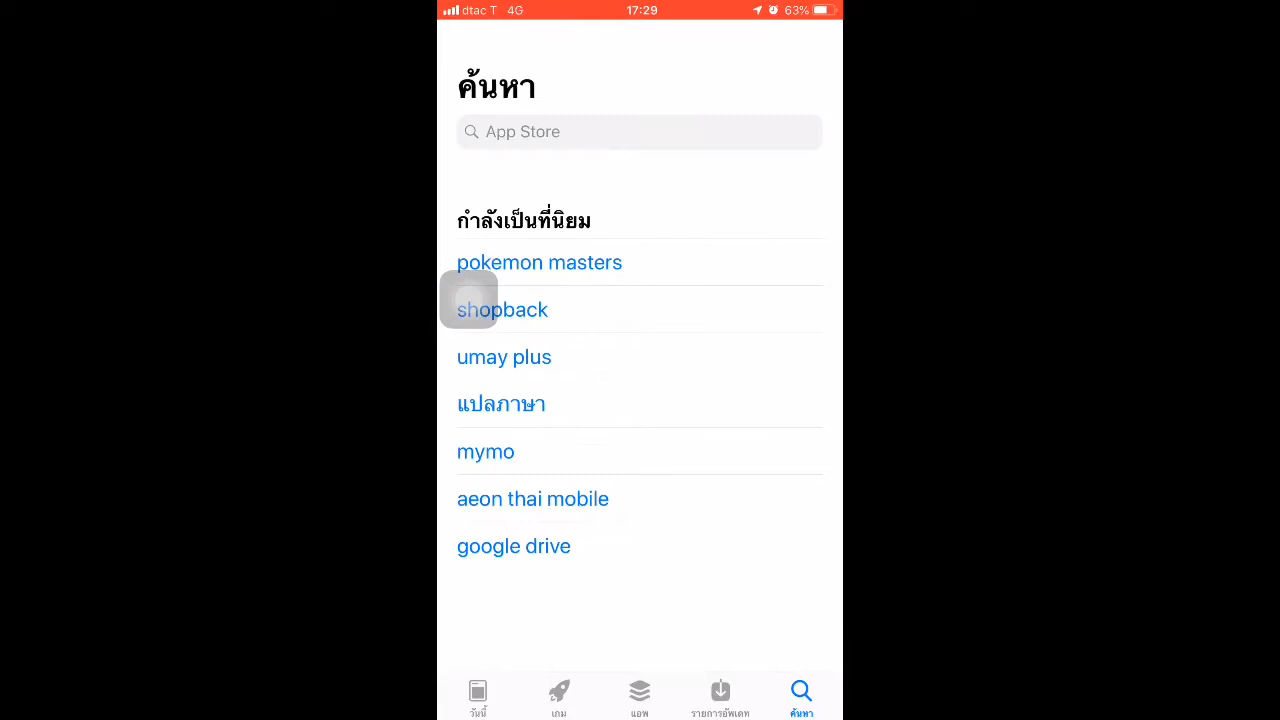 dtac T 4G 17:29 63%
ค้นหา
App Store
กำลังเป็นที่นิยม
pokemon masters
shopback
umay plus
แปลภาษา
mymo
aeon thai mobile
google drive
วันนี้ เกม แอพ รายการอัพเดท ค้นหา